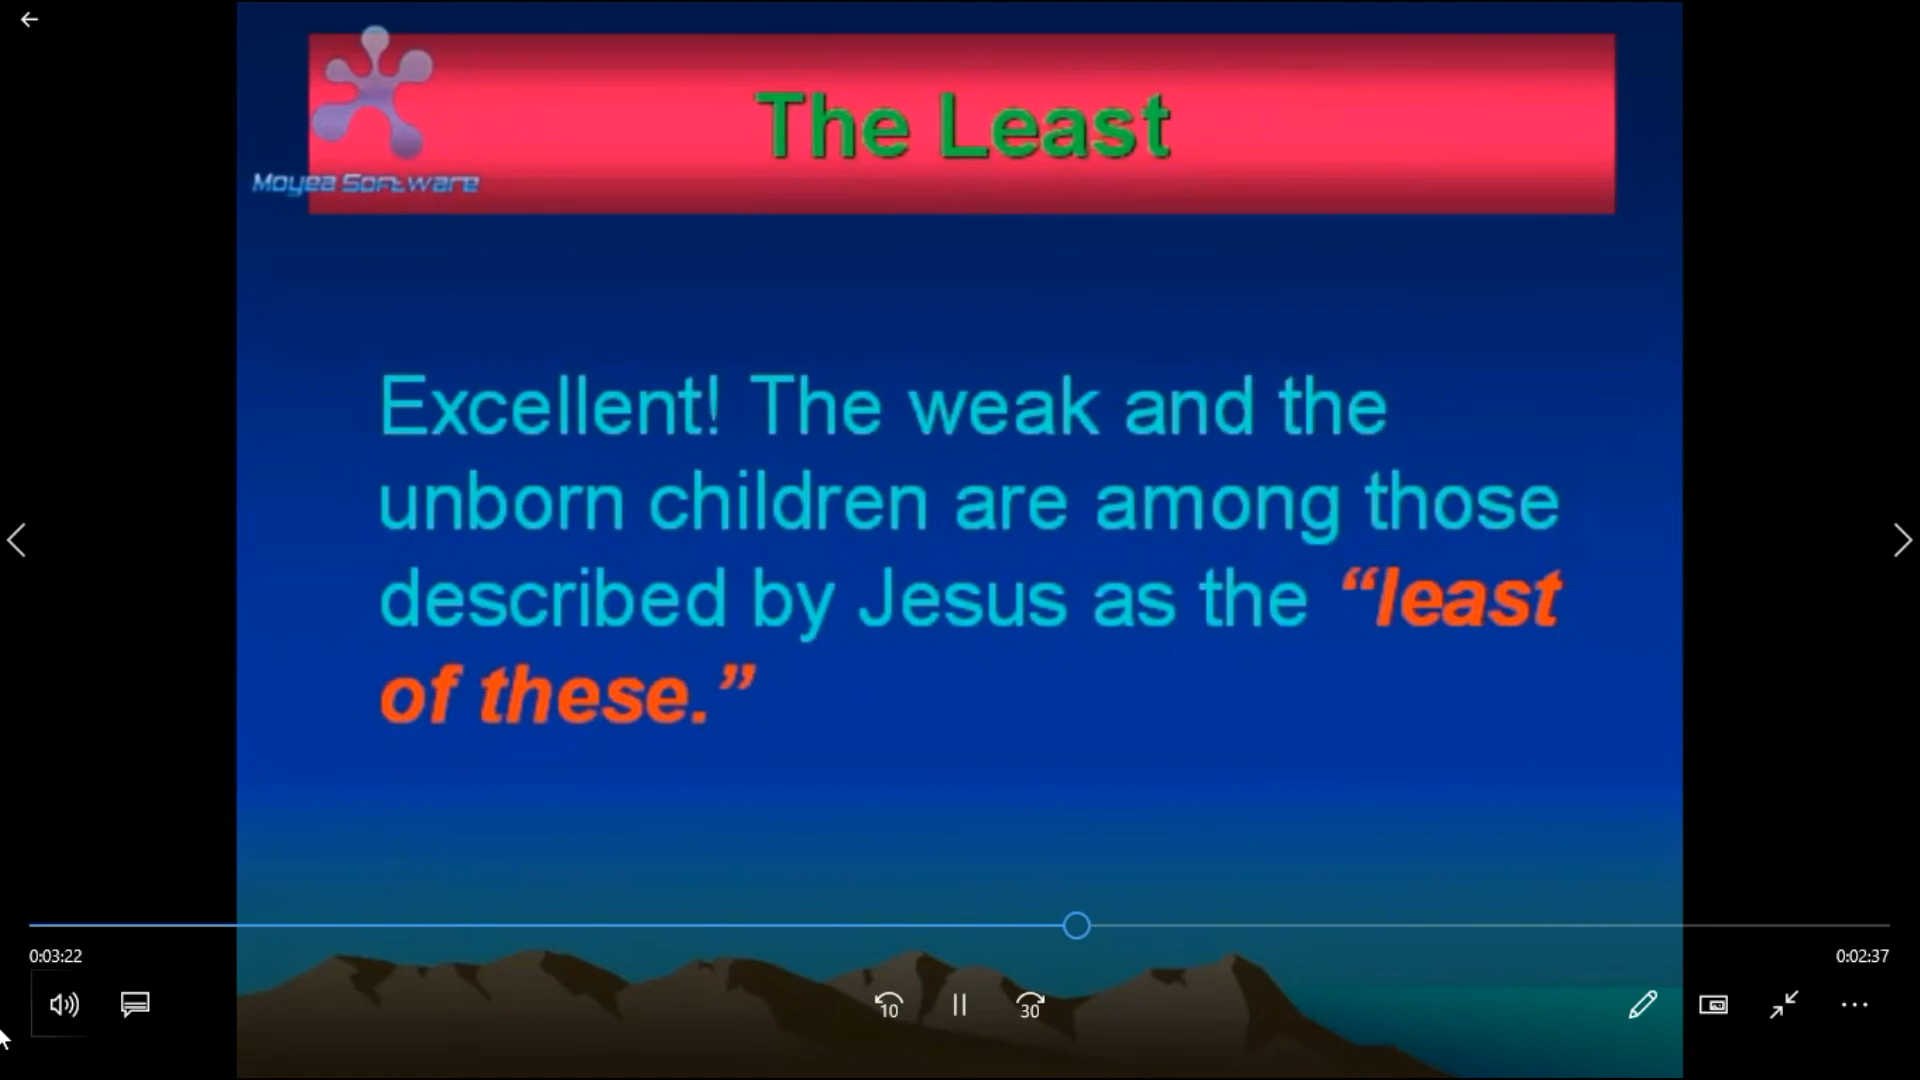 The Least
Moyea Software
Excellent! The weak and the
unborn children are among those
described by Jesus as the “least
of these.”
0:03:22
0:02:37
10
30